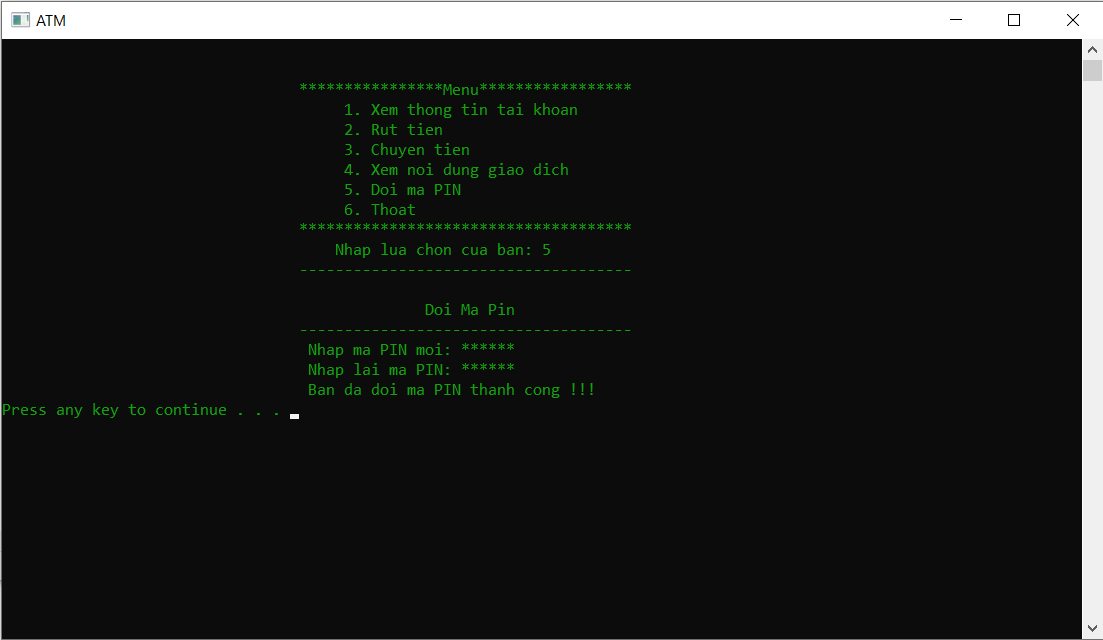 ATM
****************Menu*****************
1. Xem thong tin tai khoan
2. Rut tien
3. Chuyen tien
4. Xem noi dung giao dich
5. Doi ma PIN
6. Thoat
*************************************
Nhap lua chon cua ban: 5
-------------------------------------
Doi Ma Pin
-------------------------------------
Nhap ma PIN moi: ******
Nhap lai ma PIN: ******
Ban da doi ma PIN thanh cong !!!
Press any key to continue . . .